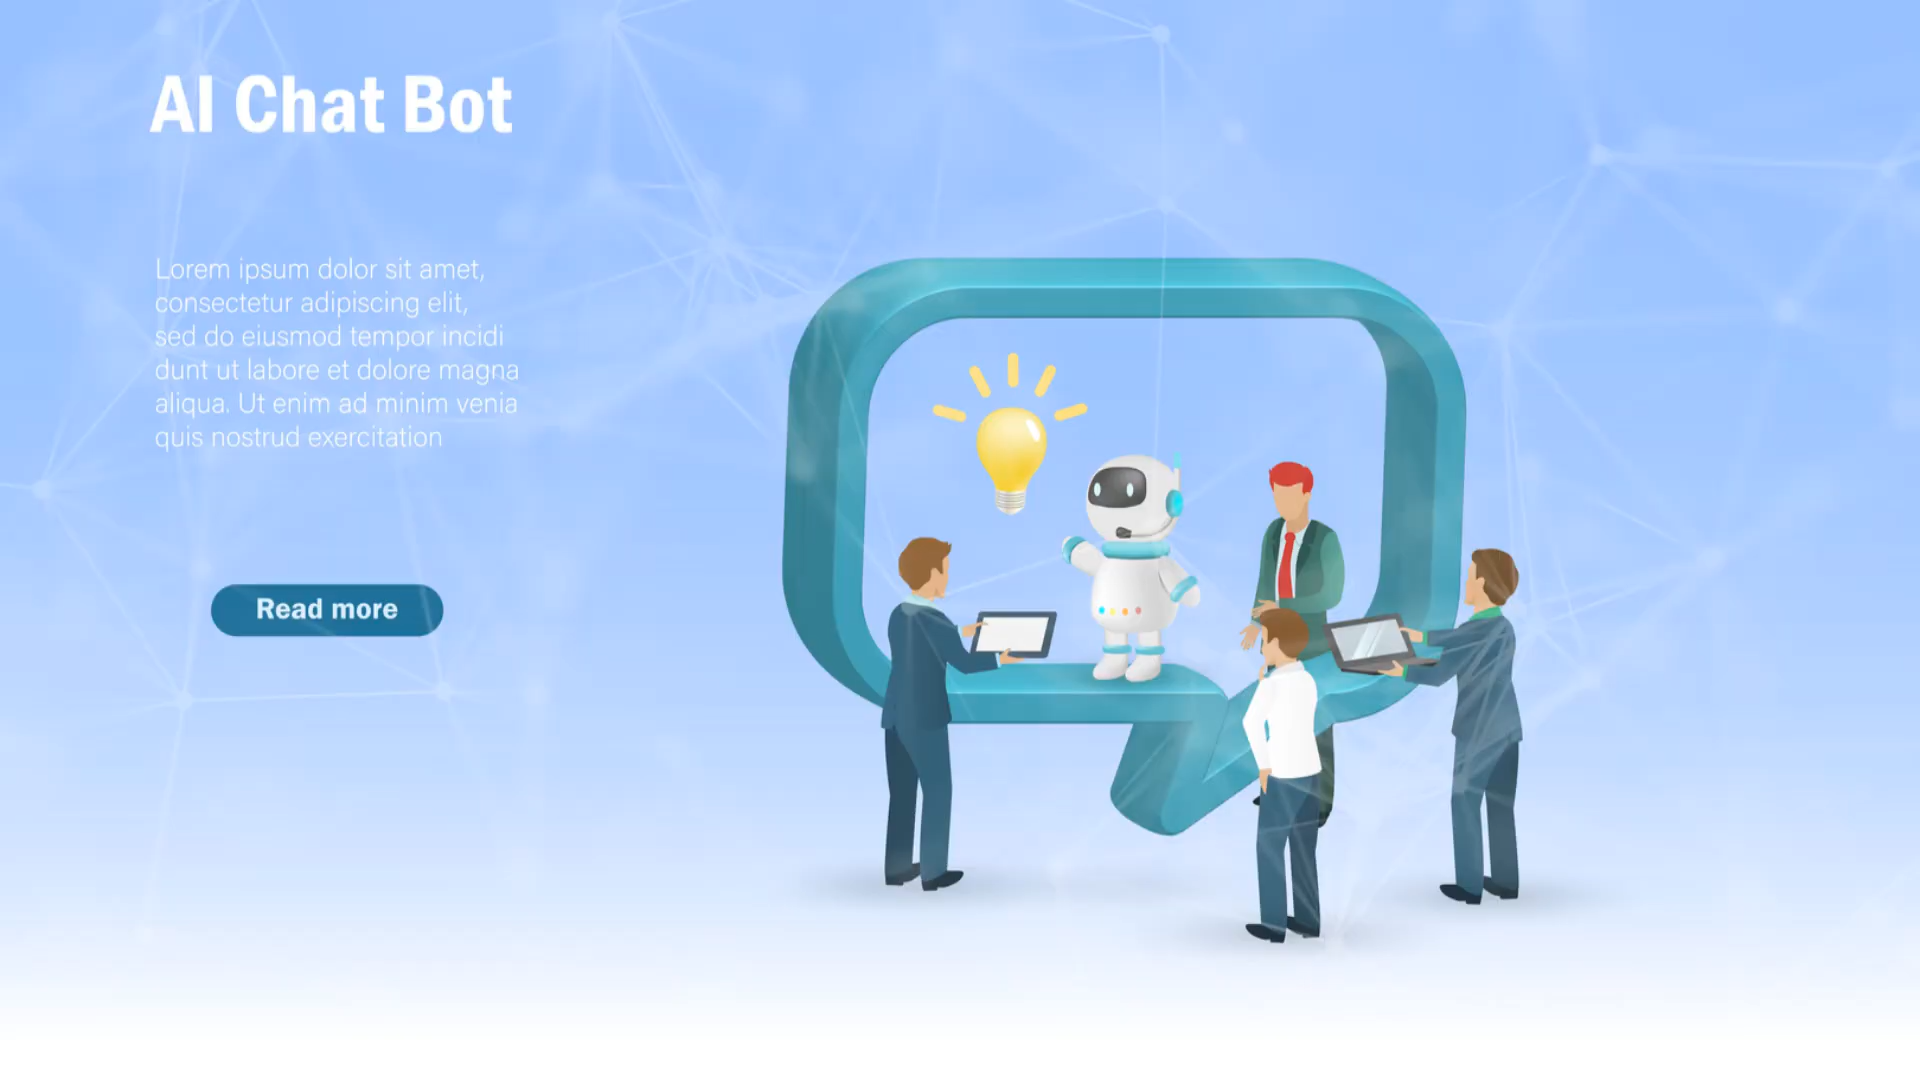 AI Chat Bot
Lorem ipsum dolor sit amet,
consectetur adipiscing elit,
sed do eiusmod tempor incidi
dunt ut labore et dolore magna
aliqua. Ut enim ad minim venia
quis nostrud exercitation
Read more